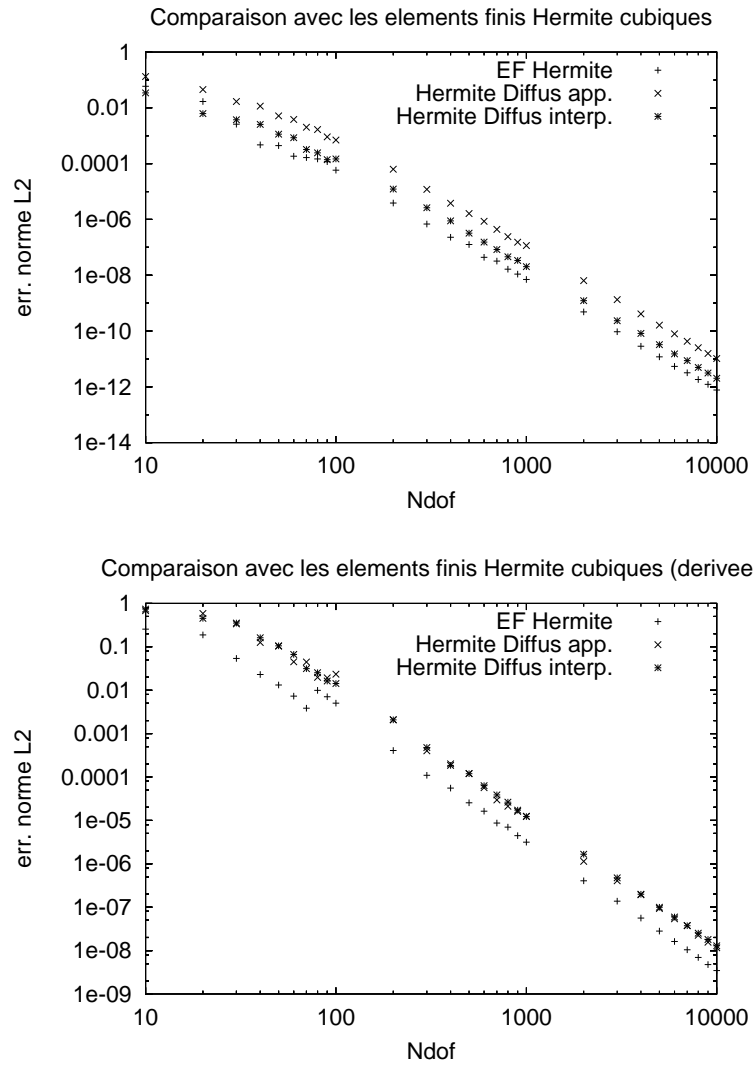 Comparaison avec les elements finis Hermite cubiques
1
0.01
0.0001
1e-06
1e-08
1e-10
1e-12
1e-14
10
100
1000
10000
Ndof
err. norme L2
EF Hermite
Hermite Diffus app.
Hermite Diffus interp.
Comparaison avec les elements finis Hermite cubiques (derivee
1
0.1
0.01
0.001
0.0001
1e-05
1e-06
1e-07
1e-08
1e-09
10
100
1000
10000
Ndof
err. norme L2
EF Hermite
Hermite Diffus app.
Hermite Diffus interp.